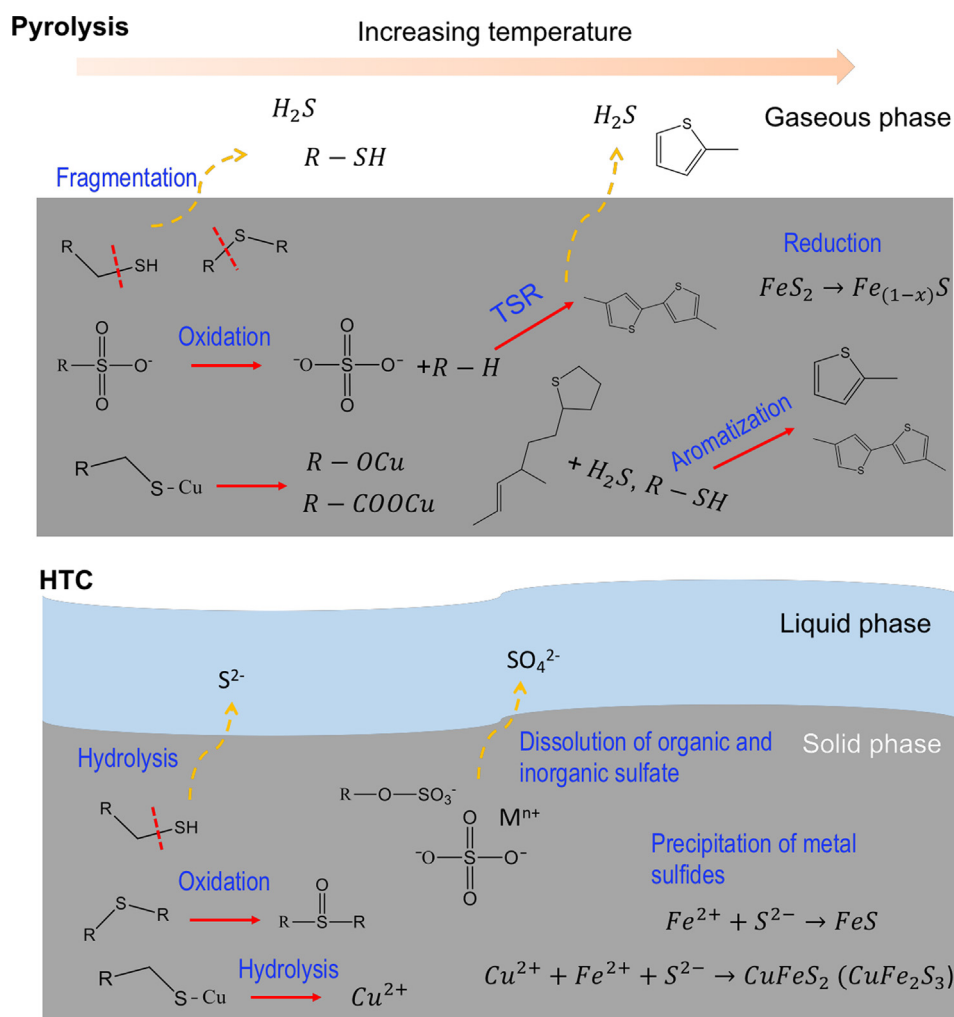 Pyrolysis
Increasing temperature
Gaseous phase
H₂S
R − SH
H₂S
S
Fragmentation
R
SH
S
R
R
Reduction
FeS₂ → Fe₍₁₋ₓ₎S
TSR
S
S
O
R—S—O⁻
O
Oxidation
O
⁻O—S—O⁻
O
+R − H
S
S
Aromatization
S
S
R
S-Cu
R − OCu
R − COOCu
+ H₂S, R − SH
HTC
Liquid phase
S²⁻
SO₄²⁻
Solid phase
Hydrolysis
Dissolution of organic and
inorganic sulfate
R
SH
R—O—SO₃⁻
Mⁿ⁺
O
⁻O—S—O⁻
O
Precipitation of metal
sulfides
Oxidation
S
R
R
O
R—S—R
Fe²⁺ + S²⁻ → FeS
R
S-Cu
Hydrolysis
Cu²⁺
Cu²⁺ + Fe²⁺ + S²⁻ → CuFeS₂ (CuFe₂S₃)